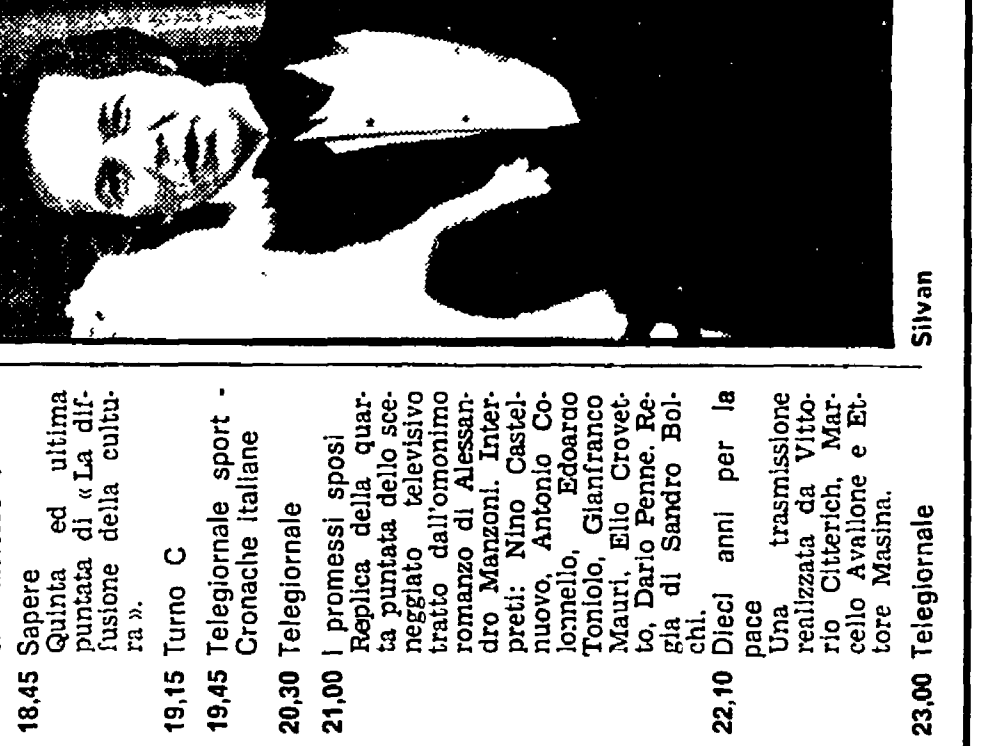 18,45 Sapere
Quinta ed ultima
puntata di «La dif-
fusione della cultu-
ra».
19,15 Turno C
19,45 Telegiornale sport -
Cronache italiane
20,30 Telegiornale
21,00 I promessi sposi
Replica della quar-
ta puntata dello sce-
neggiato televisivo
tratto dall'omonimo
romanzo di Alessan-
dro Manzoni. Inter-
preti: Nino Castel-
nuovo, Antonio Co-
lonnello, Edoardo
Toniolo, Gianfranco
Mauri, Elio Crovet-
to, Dario Penne. Re-
gia di Sandro Bol-
chi.
22,10 Dieci anni per la
pace
Una trasmissione
realizzata da Vitto-
rio Citterich, Mar-
cello Avallone e Et-
tore Masina.
23,00 Telegiornale
Silvan